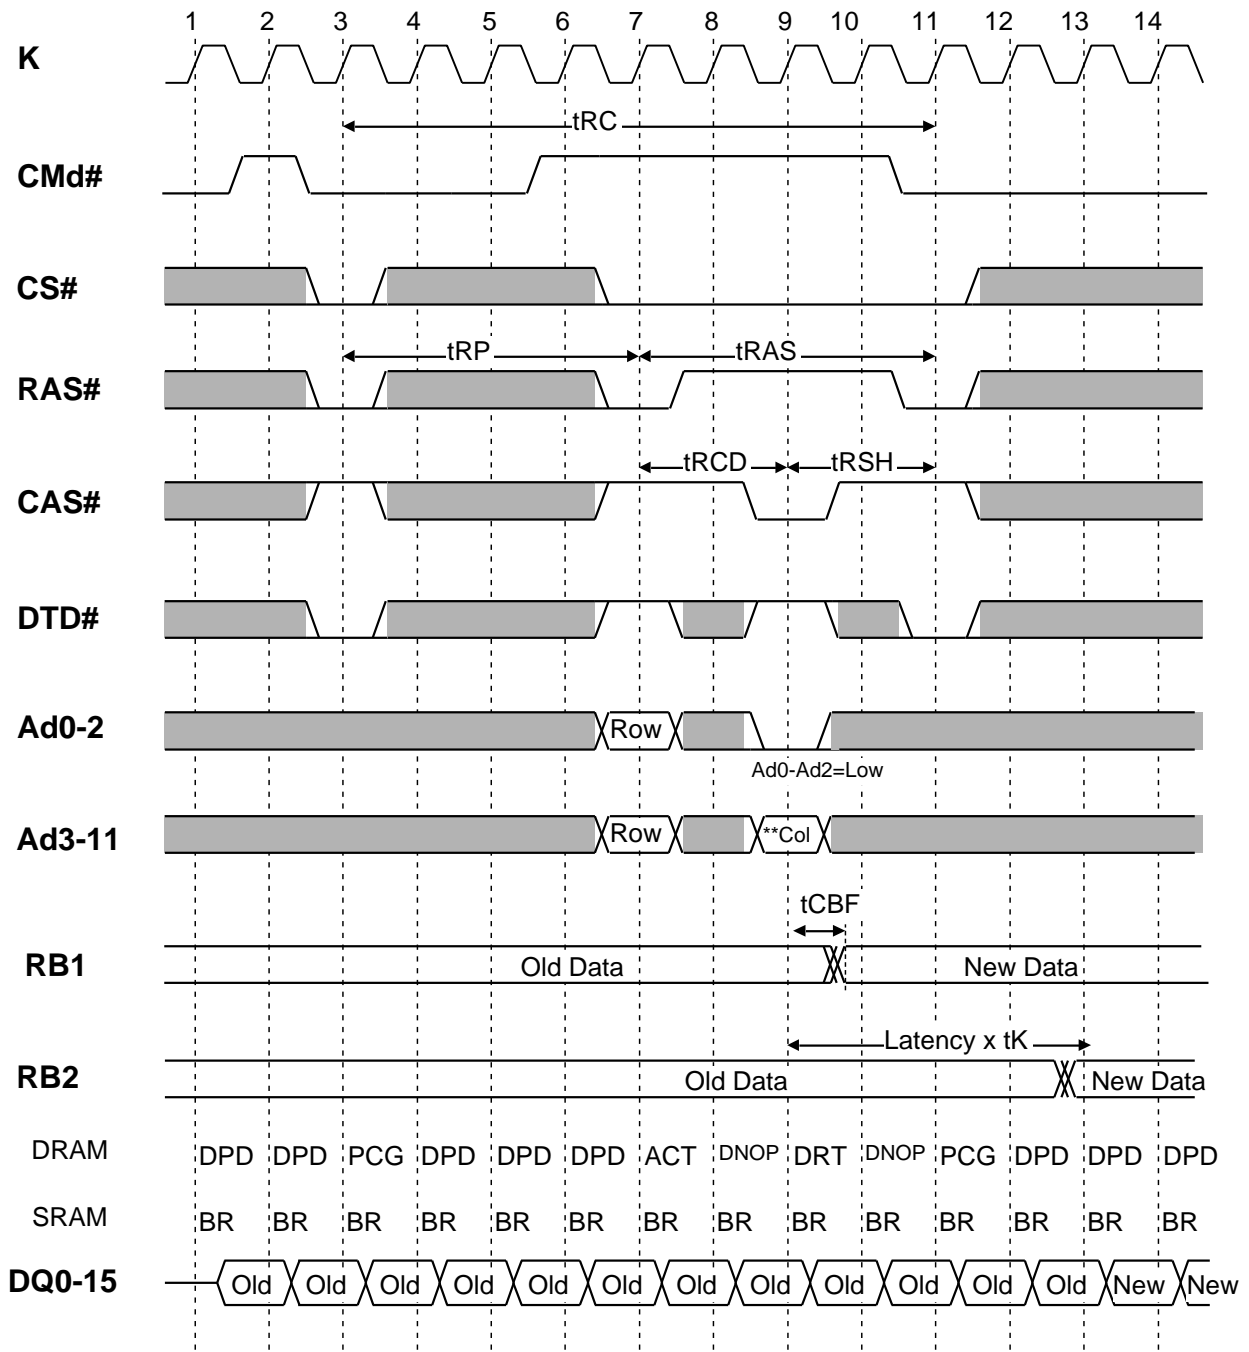 1 2 3 4 5 6 7 8 9 10 11 12 13 14
K
tRC
CMd#
CS#
tRP tRAS
RAS#
tRCD tRSH
CAS#
DTD#
Ad0-2 Row
Ad0-Ad2=Low
Ad3-11 Row **Col
tCBF
RB1 Old Data New Data
Latency x tK
RB2 Old Data New Data
DRAM DPD DPD PCG DPD DPD DPD ACT DNOP DRT DNOP PCG DPD DPD DPD
SRAM BR BR BR BR BR BR BR BR BR BR BR BR BR BR
DQ0-15 Old Old Old Old Old Old Old Old Old Old Old Old New New